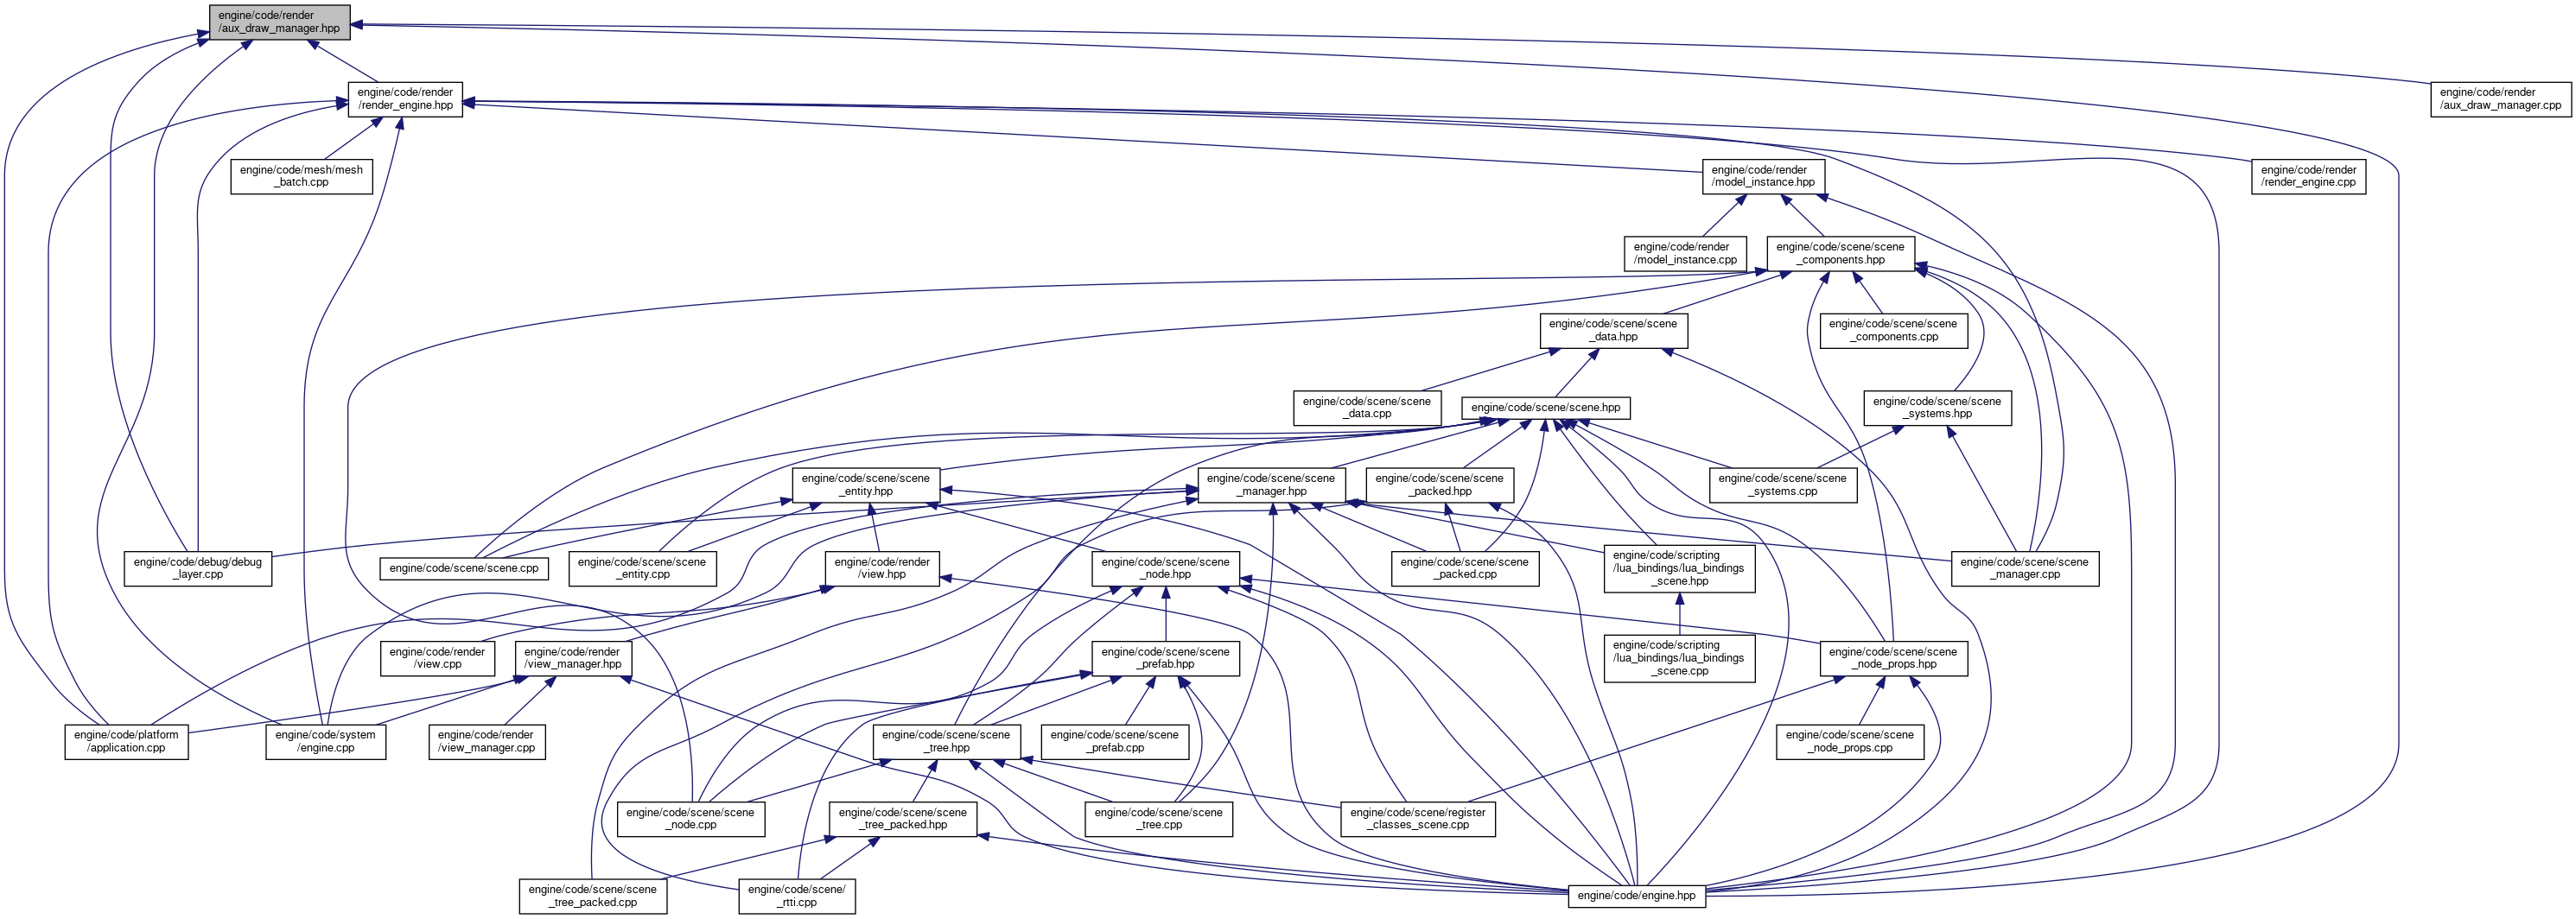 engine/code/render
/aux_draw_manager.hpp
engine/code/render
/render_engine.hpp
engine/code/render
/aux_draw_manager.cpp
engine/code/mesh/mesh
_batch.cpp
engine/code/render
/model_instance.hpp
engine/code/render
/render_engine.cpp
engine/code/render
/model_instance.cpp
engine/code/scene/scene
_components.hpp
engine/code/scene/scene
_data.hpp
engine/code/scene/scene
_components.cpp
engine/code/scene/scene
_data.cpp
engine/code/scene/scene.hpp
engine/code/scene/scene
_systems.hpp
engine/code/scene/scene
_entity.hpp
engine/code/scene/scene
_manager.hpp
engine/code/scene/scene
_packed.hpp
engine/code/scene/scene
_systems.cpp
engine/code/debug/debug
_layer.cpp
engine/code/scene/scene.cpp
engine/code/scene/scene
_entity.cpp
engine/code/render
/view.hpp
engine/code/scene/scene
_node.hpp
engine/code/scene/scene
_packed.cpp
engine/code/scripting
/lua_bindings/lua_bindings
_scene.hpp
engine/code/scene/scene
_manager.cpp
engine/code/render
/view.cpp
engine/code/render
/view_manager.hpp
engine/code/scene/scene
_prefab.hpp
engine/code/scripting
/lua_bindings/lua_bindings
_scene.cpp
engine/code/scene/scene
_node_props.hpp
engine/code/platform
/application.cpp
engine/code/system
/engine.cpp
engine/code/render
/view_manager.cpp
engine/code/scene/scene
_tree.hpp
engine/code/scene/scene
_prefab.cpp
engine/code/scene/scene
_node_props.cpp
engine/code/scene/scene
_node.cpp
engine/code/scene/scene
_tree_packed.hpp
engine/code/scene/scene
_tree.cpp
engine/code/scene/register
_classes_scene.cpp
engine/code/scene/scene
_tree_packed.cpp
engine/code/scene/
_rtti.cpp
engine/code/engine.hpp